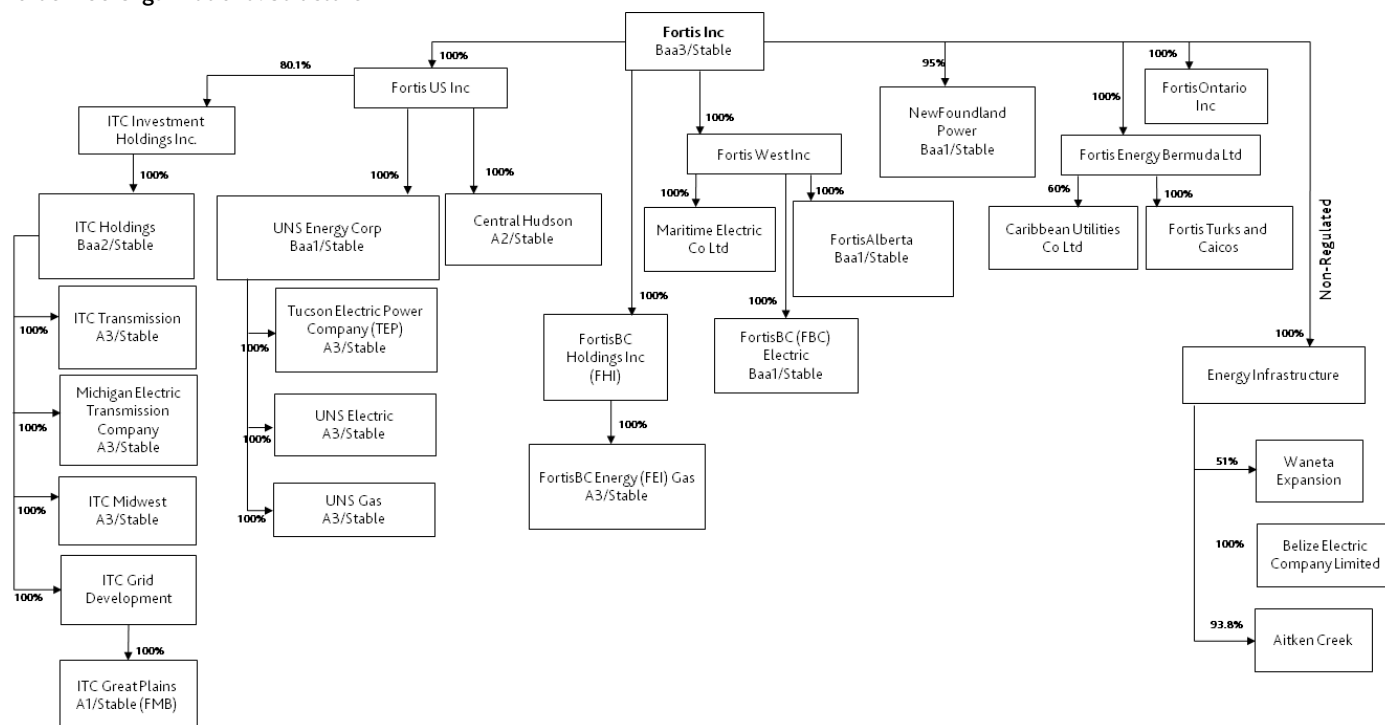 Fortis Inc
Baa3/Stable
80.1%
100%
Fortis US Inc
95%
100%
FortisOntario
Inc
ITC Investment
Holdings Inc.
100%
NewFoundland
Power
Baa1/Stable
100%
Fortis West Inc
Fortis Energy Bermuda Ltd
100%
100%
100%
ITC Holdings
Baa2/Stable
UNS Energy Corp
Baa1/Stable
Central Hudson
A2/Stable
100%
Maritime Electric
Co Ltd
100%
FortisAlberta
Baa1/Stable
60%
Caribbean Utilities
Co Ltd
100%
Fortis Turks and
Caicos
Non-Regulated
100%
ITC Transmission
A3/Stable
100%
Tucson Electric Power
Company (TEP)
A3/Stable
100%
FortisBC
Holdings Inc
(FHI)
100%
FortisBC (FBC)
Electric
Baa1/Stable
100%
Energy Infrastructure
100%
Michigan Electric
Transmission
Company
A3/Stable
100%
UNS Electric
A3/Stable
100%
FortisBC Energy (FEI) Gas
A3/Stable
51%
Waneta
Expansion
100%
ITC Midwest
A3/Stable
100%
UNS Gas
A3/Stable
100%
Belize Electric
Company Limited
100%
ITC Grid
Development
93.8%
Aitken Creek
100%
ITC Great Plains
A1/Stable (FMB)